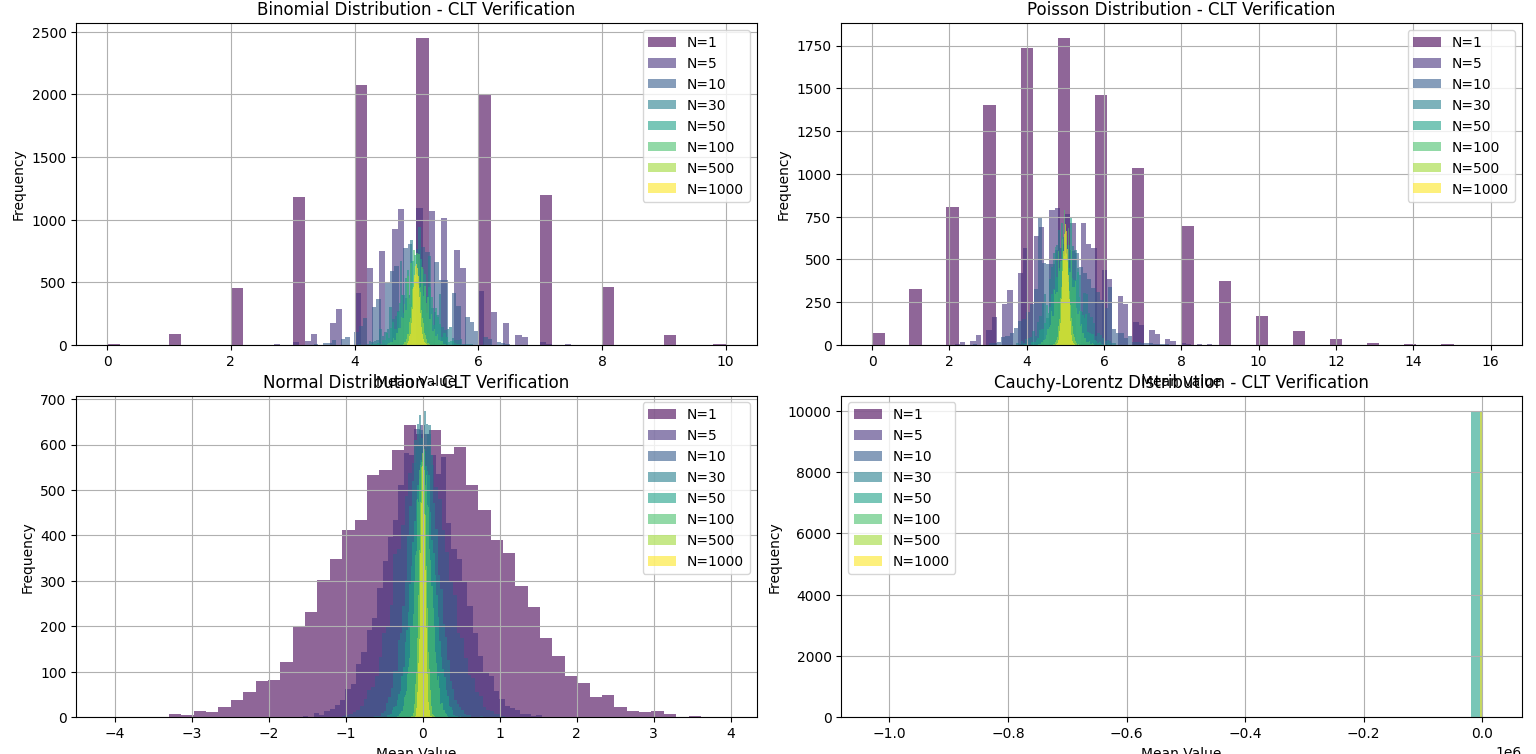 Binomial Distribution - CLT Verification
Frequency
2500
2000
1500
1000
500
0
0
2
4
6
8
10
Mean Value
N=1
N=5
N=10
N=30
N=50
N=100
N=500
N=1000
Poisson Distribution - CLT Verification
Frequency
1750
1500
1250
1000
750
500
250
0
0
2
4
6
8
10
12
14
16
Mean Value
N=1
N=5
N=10
N=30
N=50
N=100
N=500
N=1000
Normal Distribution - CLT Verification
Frequency
700
600
500
400
300
200
100
0
−4
−3
−2
−1
0
1
2
3
4
Mean Value
N=1
N=5
N=10
N=30
N=50
N=100
N=500
N=1000
Cauchy-Lorentz Distribution - CLT Verification
Frequency
10000
8000
6000
4000
2000
0
−1.0
−0.8
−0.6
−0.4
−0.2
0.0
1e6
Mean Value
N=1
N=5
N=10
N=30
N=50
N=100
N=500
N=1000